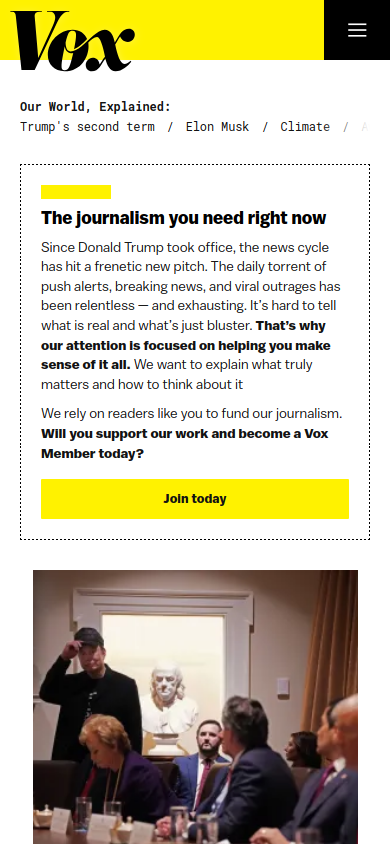 Vox
Our World, Explained:
Trump's second term / Elon Musk / Climate /
The journalism you need right now
Since Donald Trump took office, the news cycle
has hit a frenetic new pitch. The daily torrent of
push alerts, breaking news, and viral outrages has
been relentless — and exhausting. It’s hard to tell
what is real and what’s just bluster. That’s why
our attention is focused on helping you make
sense of it all. We want to explain what truly
matters and how to think about it
We rely on readers like you to fund our journalism.
Will you support our work and become a Vox
Member today?
Join today